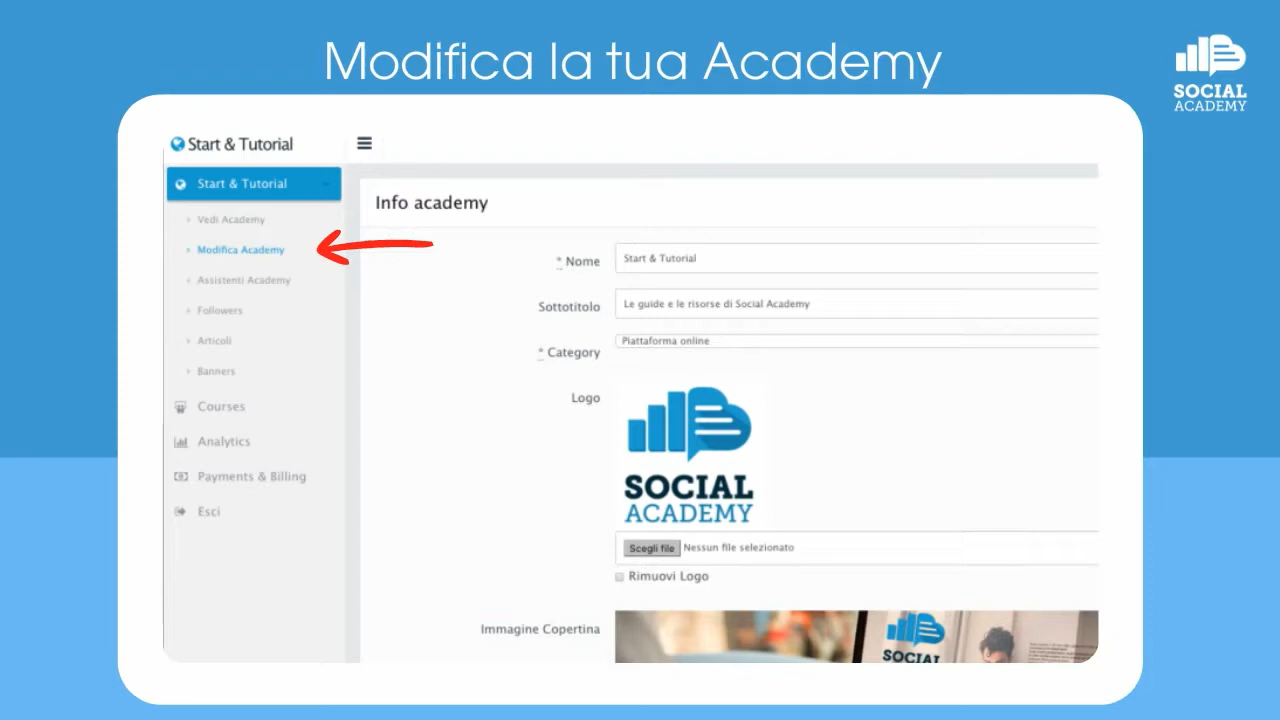 Modifica la tua Academy
SOCIAL
ACADEMY
Start & Tutorial
Start & Tutorial
Vedi Academy
Modifica Academy
Assistenti Academy
Followers
Articoli
Banners
Courses
Analytics
Payments & Billing
Esci
Info academy
* Nome
Start & Tutorial
Sottotitolo
Le guide e le risorse di Social Academy
* Category
Piattaforma online
Logo
SOCIAL
ACADEMY
Scegli file Nessun file selezionato
Rimuovi Logo
Immagine Copertina
SOCIAL